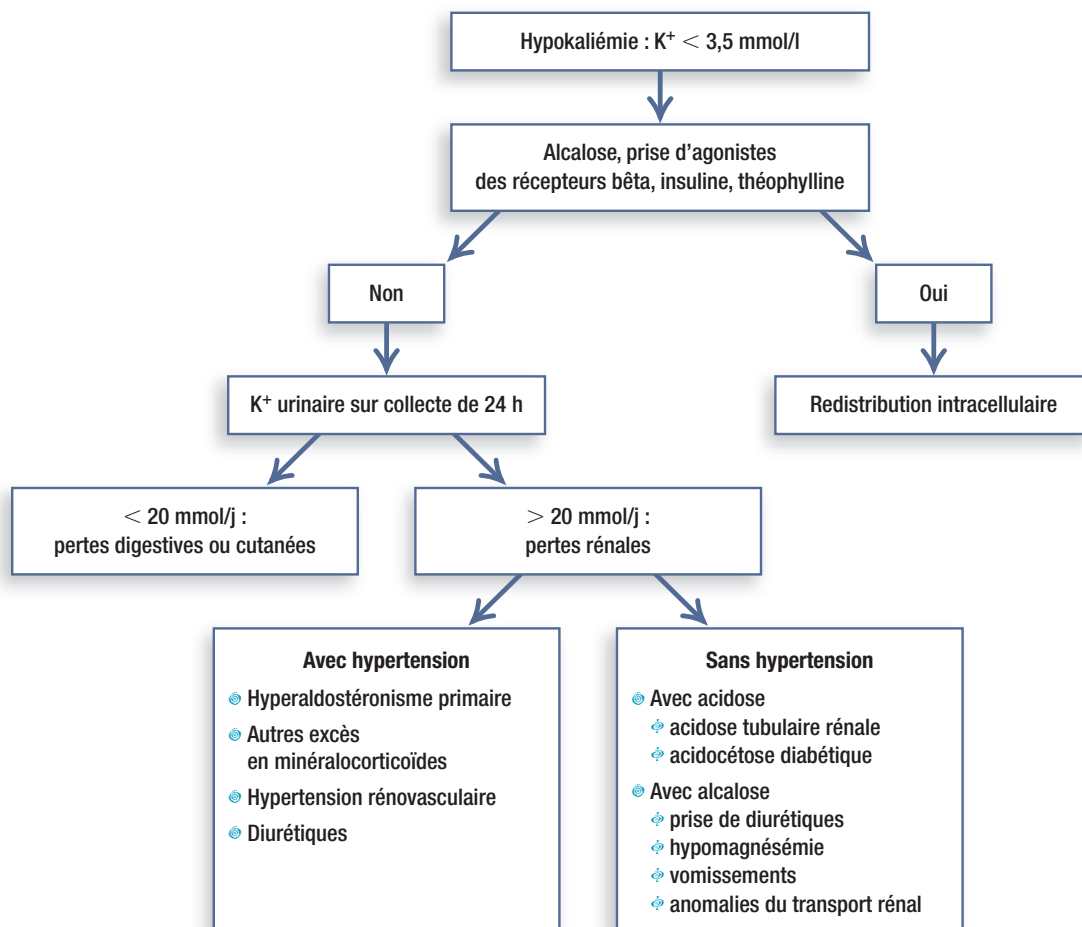 Hypokaliémie : K⁺ < 3,5 mmol/l
Alcalose, prise d'agonistes
des récepteurs bêta, insuline, théophylline
Non
Oui
K⁺ urinaire sur collecte de 24 h
Redistribution intracellulaire
< 20 mmol/j :
pertes digestives ou cutanées
> 20 mmol/j :
pertes rénales
Avec hypertension
Hyperaldostéronisme primaire
Autres excès
en minéralocorticoïdes
Hypertension rénovasculaire
Diurétiques
Sans hypertension
Avec acidose
acidose tubulaire rénale
acidocétose diabétique
Avec alcalose
prise de diurétiques
hypomagnésémie
vomissements
anomalies du transport rénal